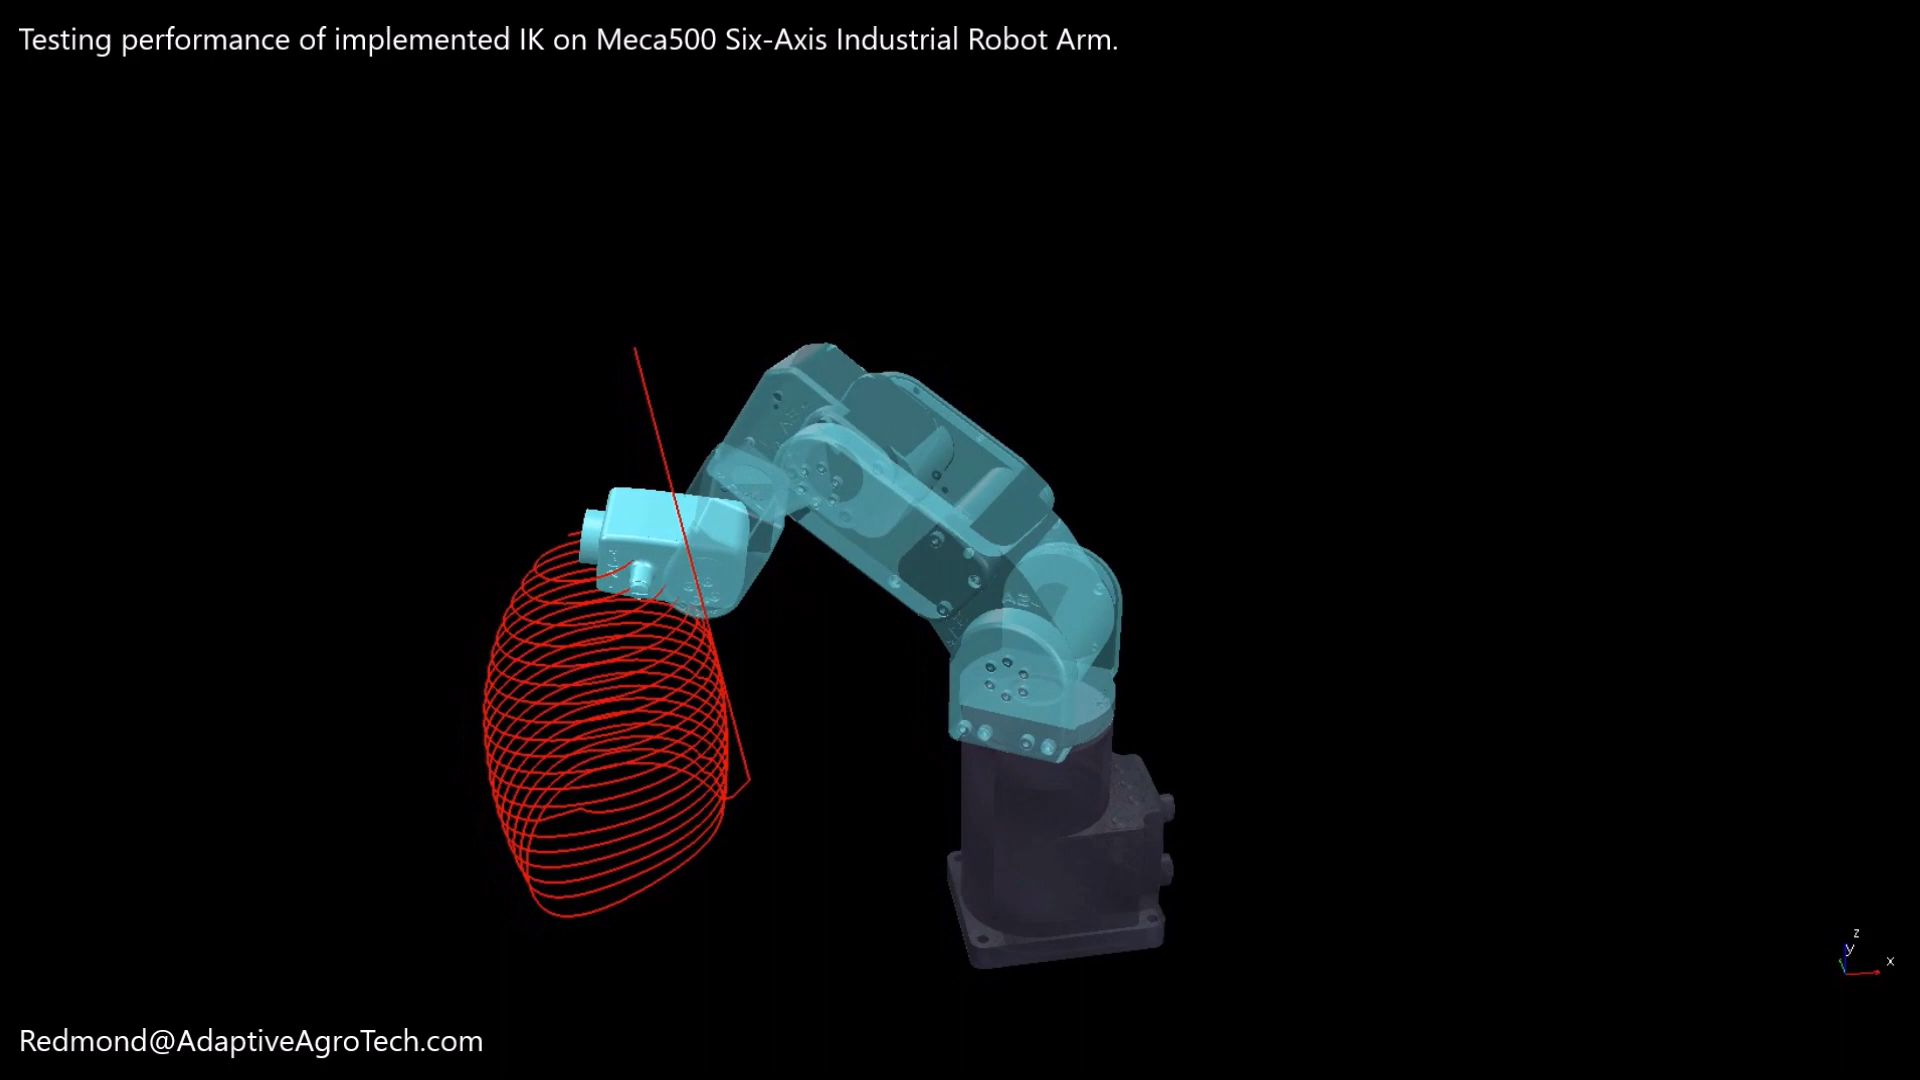 Testing performance of implemented IK on Meca500 Six-Axis Industrial Robot Arm.
z
y
x
Redmond@AdaptiveAgroTech.com